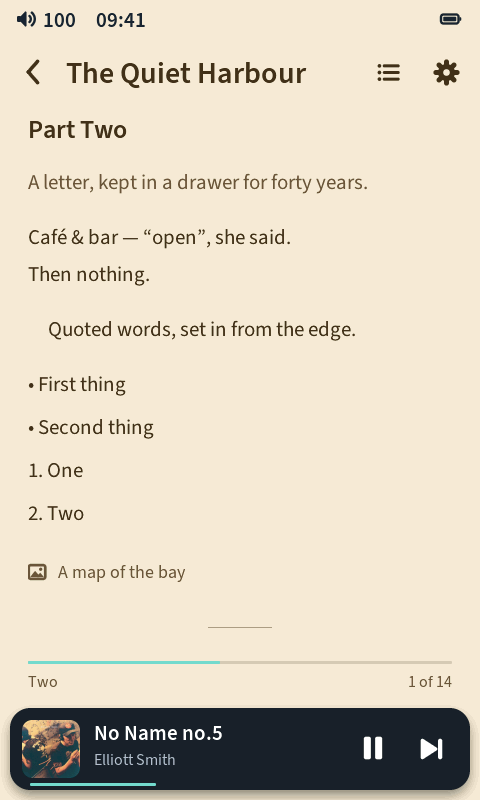 100 09:41
The Quiet Harbour
Part Two
A letter, kept in a drawer for forty years.
Café & bar — “open”, she said.
Then nothing.
Quoted words, set in from the edge.
• First thing
• Second thing
1. One
2. Two
A map of the bay
Two
1 of 14
No Name no.5
Elliott Smith